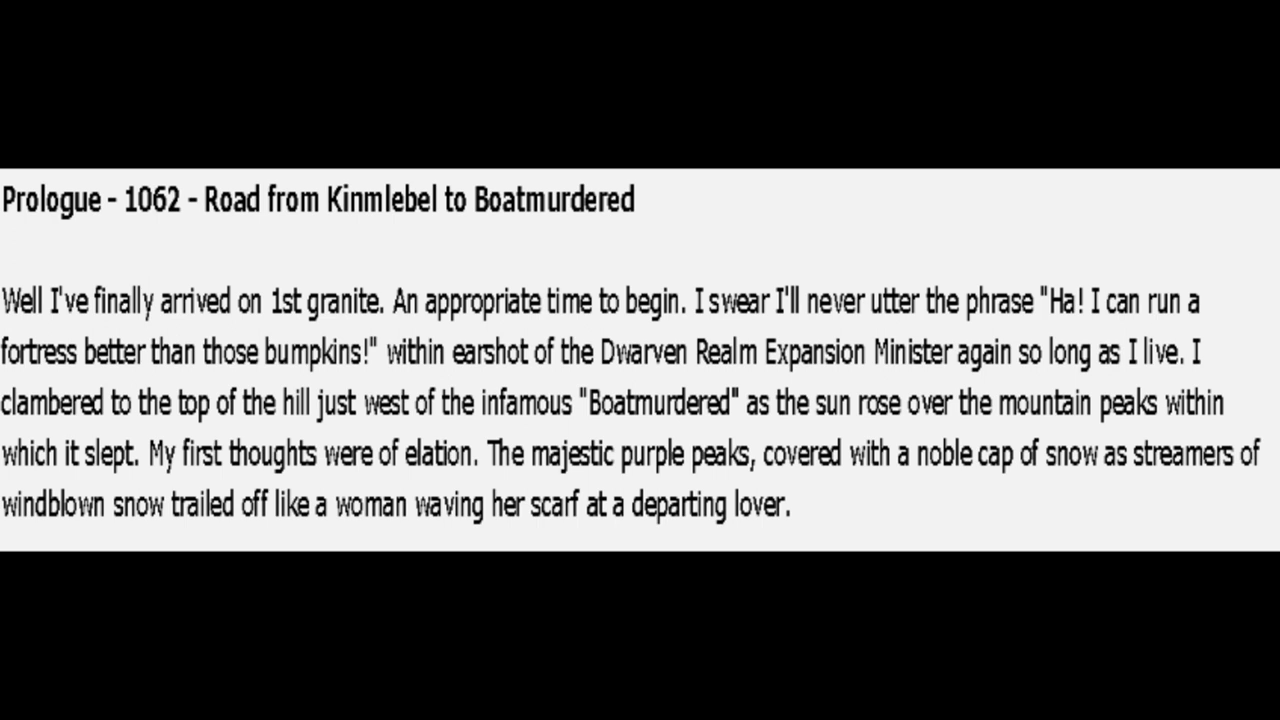 Prologue - 1062 - Road from Kinmlebel to Boatmurdered
Well I've finally arrived on 1st granite. An appropriate time to begin. I swear I'll never utter the phrase "Ha! I can run a
fortress better than those bumpkins!" within earshot of the Dwarven Realm Expansion Minister again so long as I live. I
clambered to the top of the hill just west of the infamous "Boatmurdered" as the sun rose over the mountain peaks within
which it slept. My first thoughts were of elation. The majestic purple peaks, covered with a noble cap of snow as streamers of
windblown snow trailed off like a woman waving her scarf at a departing lover.